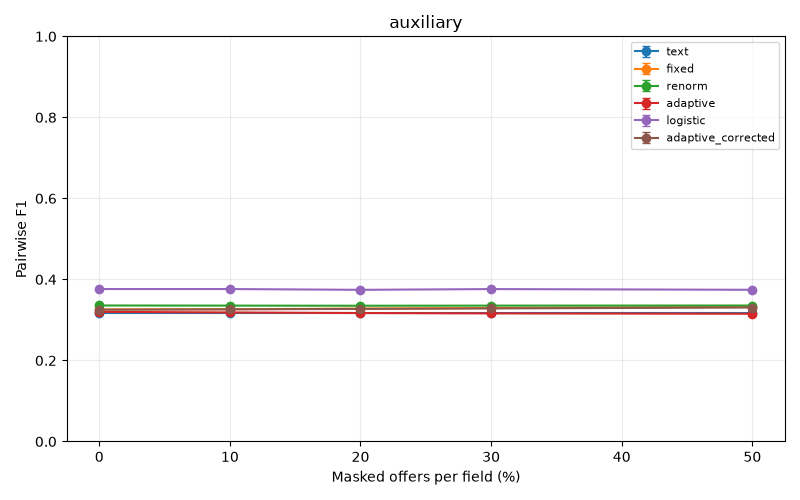 auxiliary
1.0
0.8
0.6
0.4
0.2
0.0
Pairwise F1
text
fixed
renorm
adaptive
logistic
adaptive_corrected
0 10 20 30 40 50
Masked offers per field (%)